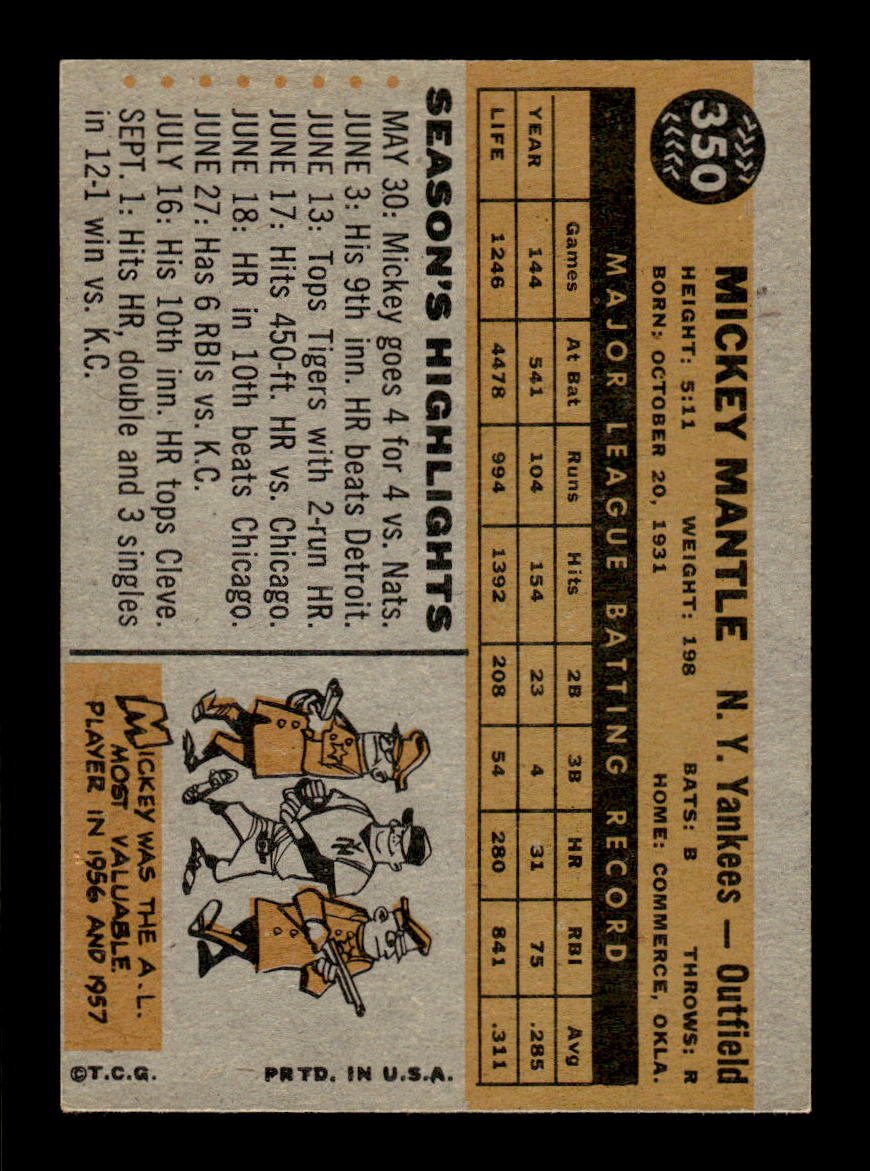 350
MICKEY MANTLE N. Y. Yankees — Outfield
HEIGHT: 5:11 WEIGHT: 198 BATS: B THROWS: R
BORN: OCTOBER 20, 1931 HOME: COMMERCE, OKLA.
MAJOR LEAGUE BATTING RECORD
Games At Bat Runs Hits 2B 3B HR RBI Avg
YEAR 144 541 104 154 23 4 31 75 .285
LIFE 1246 4478 994 1392 208 54 280 841 .311
SEASON'S HIGHLIGHTS
MAY 30: Mickey goes 4 for 4 vs. Nats.
JUNE 3: His 9th inn. HR beats Detroit.
JUNE 13: Tops Tigers with 2-run HR.
JUNE 17: Hits 450-ft. HR vs. Chicago.
JUNE 18: HR in 10th beats Chicago.
JUNE 27: Has 6 RBIs vs. K.C.
JULY 16: His 10th inn. HR tops Cleve.
SEPT. 1: Hits HR, double and 3 singles
in 12-1 win vs. K.C.
NY
MICKEY WAS THE A.L.
MOST VALUABLE
PLAYER IN 1956 AND 1957
©T.C.G. PRTD. IN U.S.A.